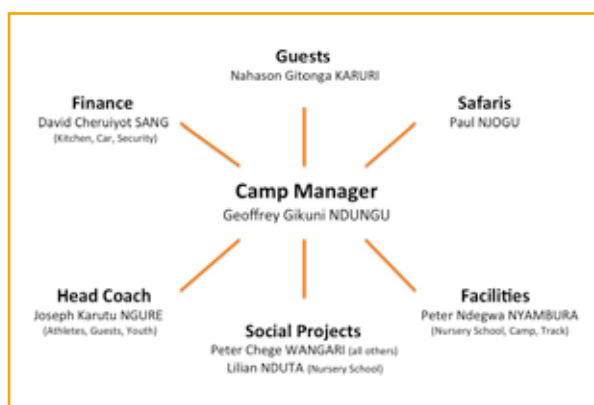 Guests
Nahason Gitonga KARURI
Finance
David Cheruiyot SANG
(Kitchen, Car, Security)
Safaris
Paul NJOGU
Camp Manager
Geoffrey Gikuni NDUNGU
Head Coach
Joseph Karutu NGURE
(Athletes, Guests, Youth)
Social Projects
Peter Chege WANGARI (all others)
Lilian NDUTA (Nursery School)
Facilities
Peter Ndegwa NYAMBURA
(Nursery School, Camp, Track)